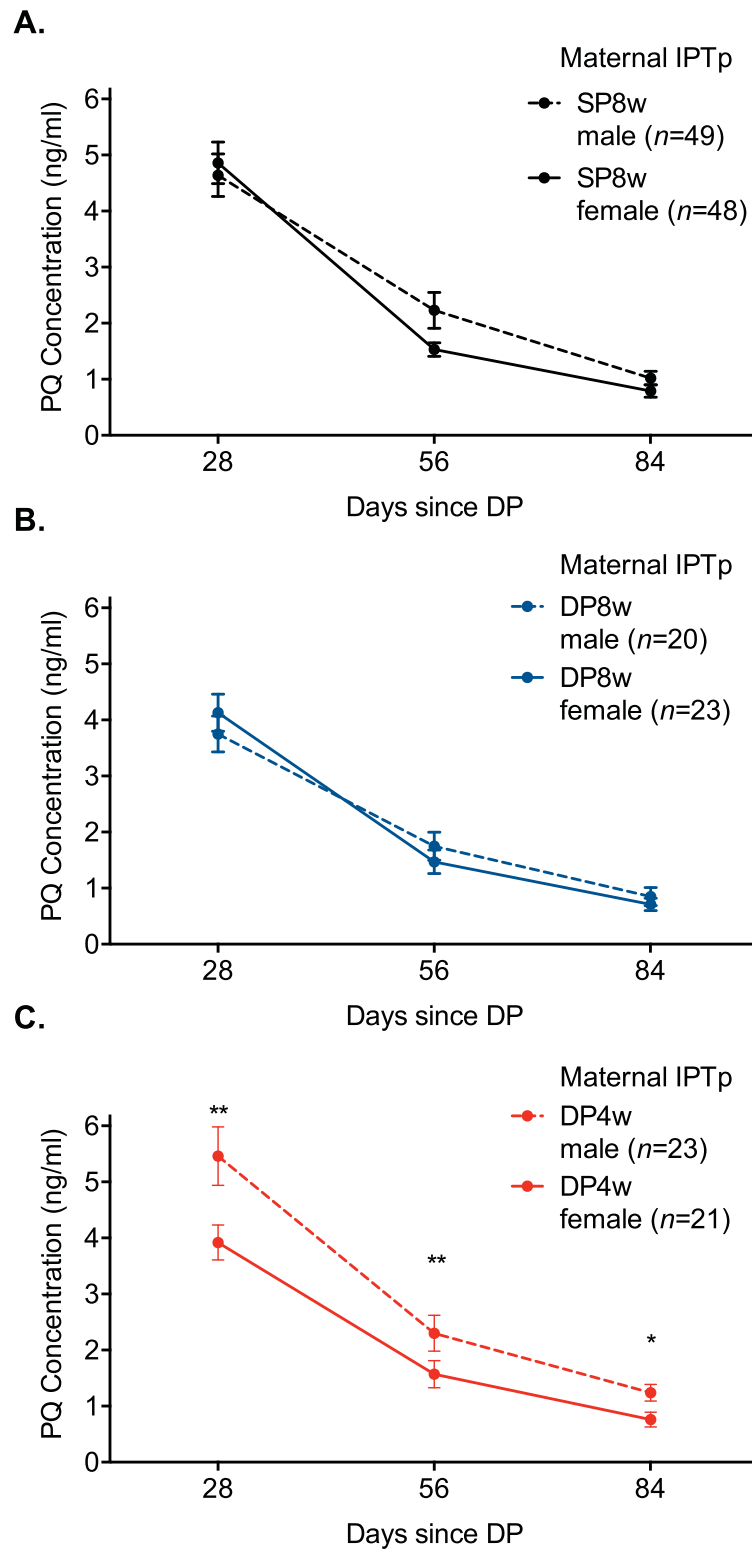 A.
Maternal IPTp
SP8w
male (n=49)
SP8w
female (n=48)
PQ Concentration (ng/ml)
6
5
4
3
2
1
0
28 56 84
Days since DP
B.
Maternal IPTp
DP8w
male (n=20)
DP8w
female (n=23)
PQ Concentration (ng/ml)
6
5
4
3
2
1
0
28 56 84
Days since DP
C.
Maternal IPTp
DP4w
male (n=23)
DP4w
female (n=21)
PQ Concentration (ng/ml)
6
5
4
3
2
1
0
**
**
*
28 56 84
Days since DP